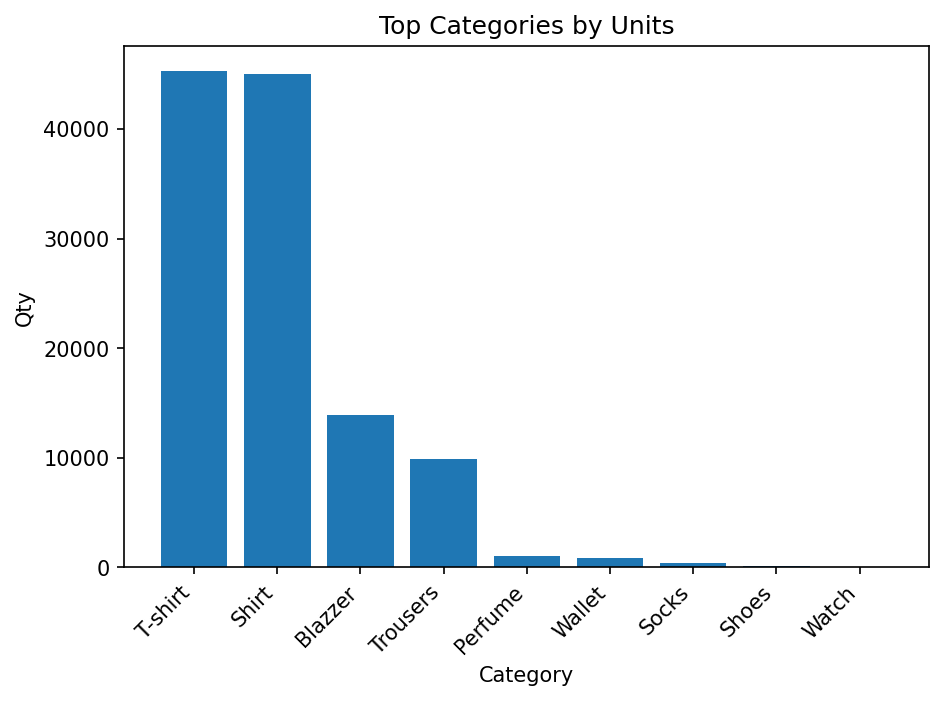 Top Categories by Units
40000
30000
20000
10000
0
Qty
T-shirt
Shirt
Blazzer
Trousers
Perfume
Wallet
Socks
Shoes
Watch
Category